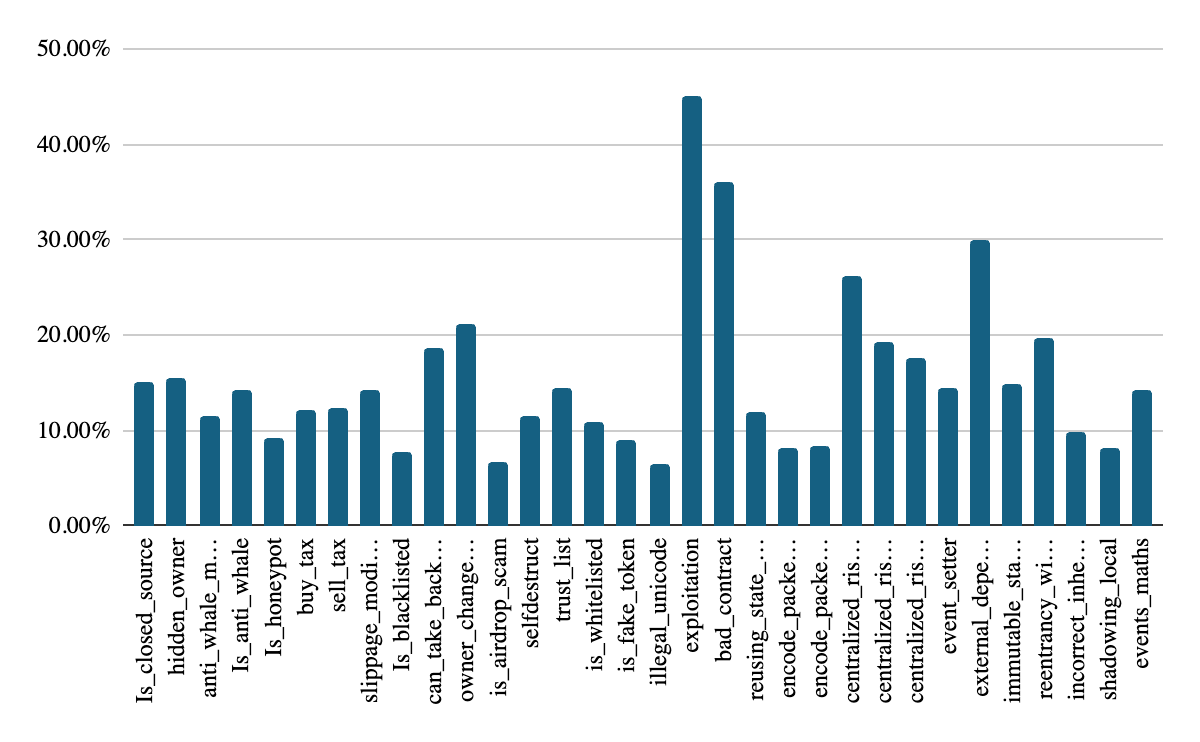 50.00%
40.00%
30.00%
20.00%
10.00%
0.00%
Is_closed_source
hidden_owner
anti_whale_m…
Is_anti_whale
Is_honeypot
buy_tax
sell_tax
slippage_modi…
Is_blacklisted
can_take_back…
owner_change…
is_airdrop_scam
selfdestruct
trust_list
is_whitelisted
is_fake_token
illegal_unicode
exploitation
bad_contract
reusing_state_…
encode_packe…
encode_packe…
centralized_ris…
centralized_ris…
centralized_ris…
event_setter
external_depe…
immutable_sta…
reentrancy_wi…
incorrect_inhe…
shadowing_local
events_maths